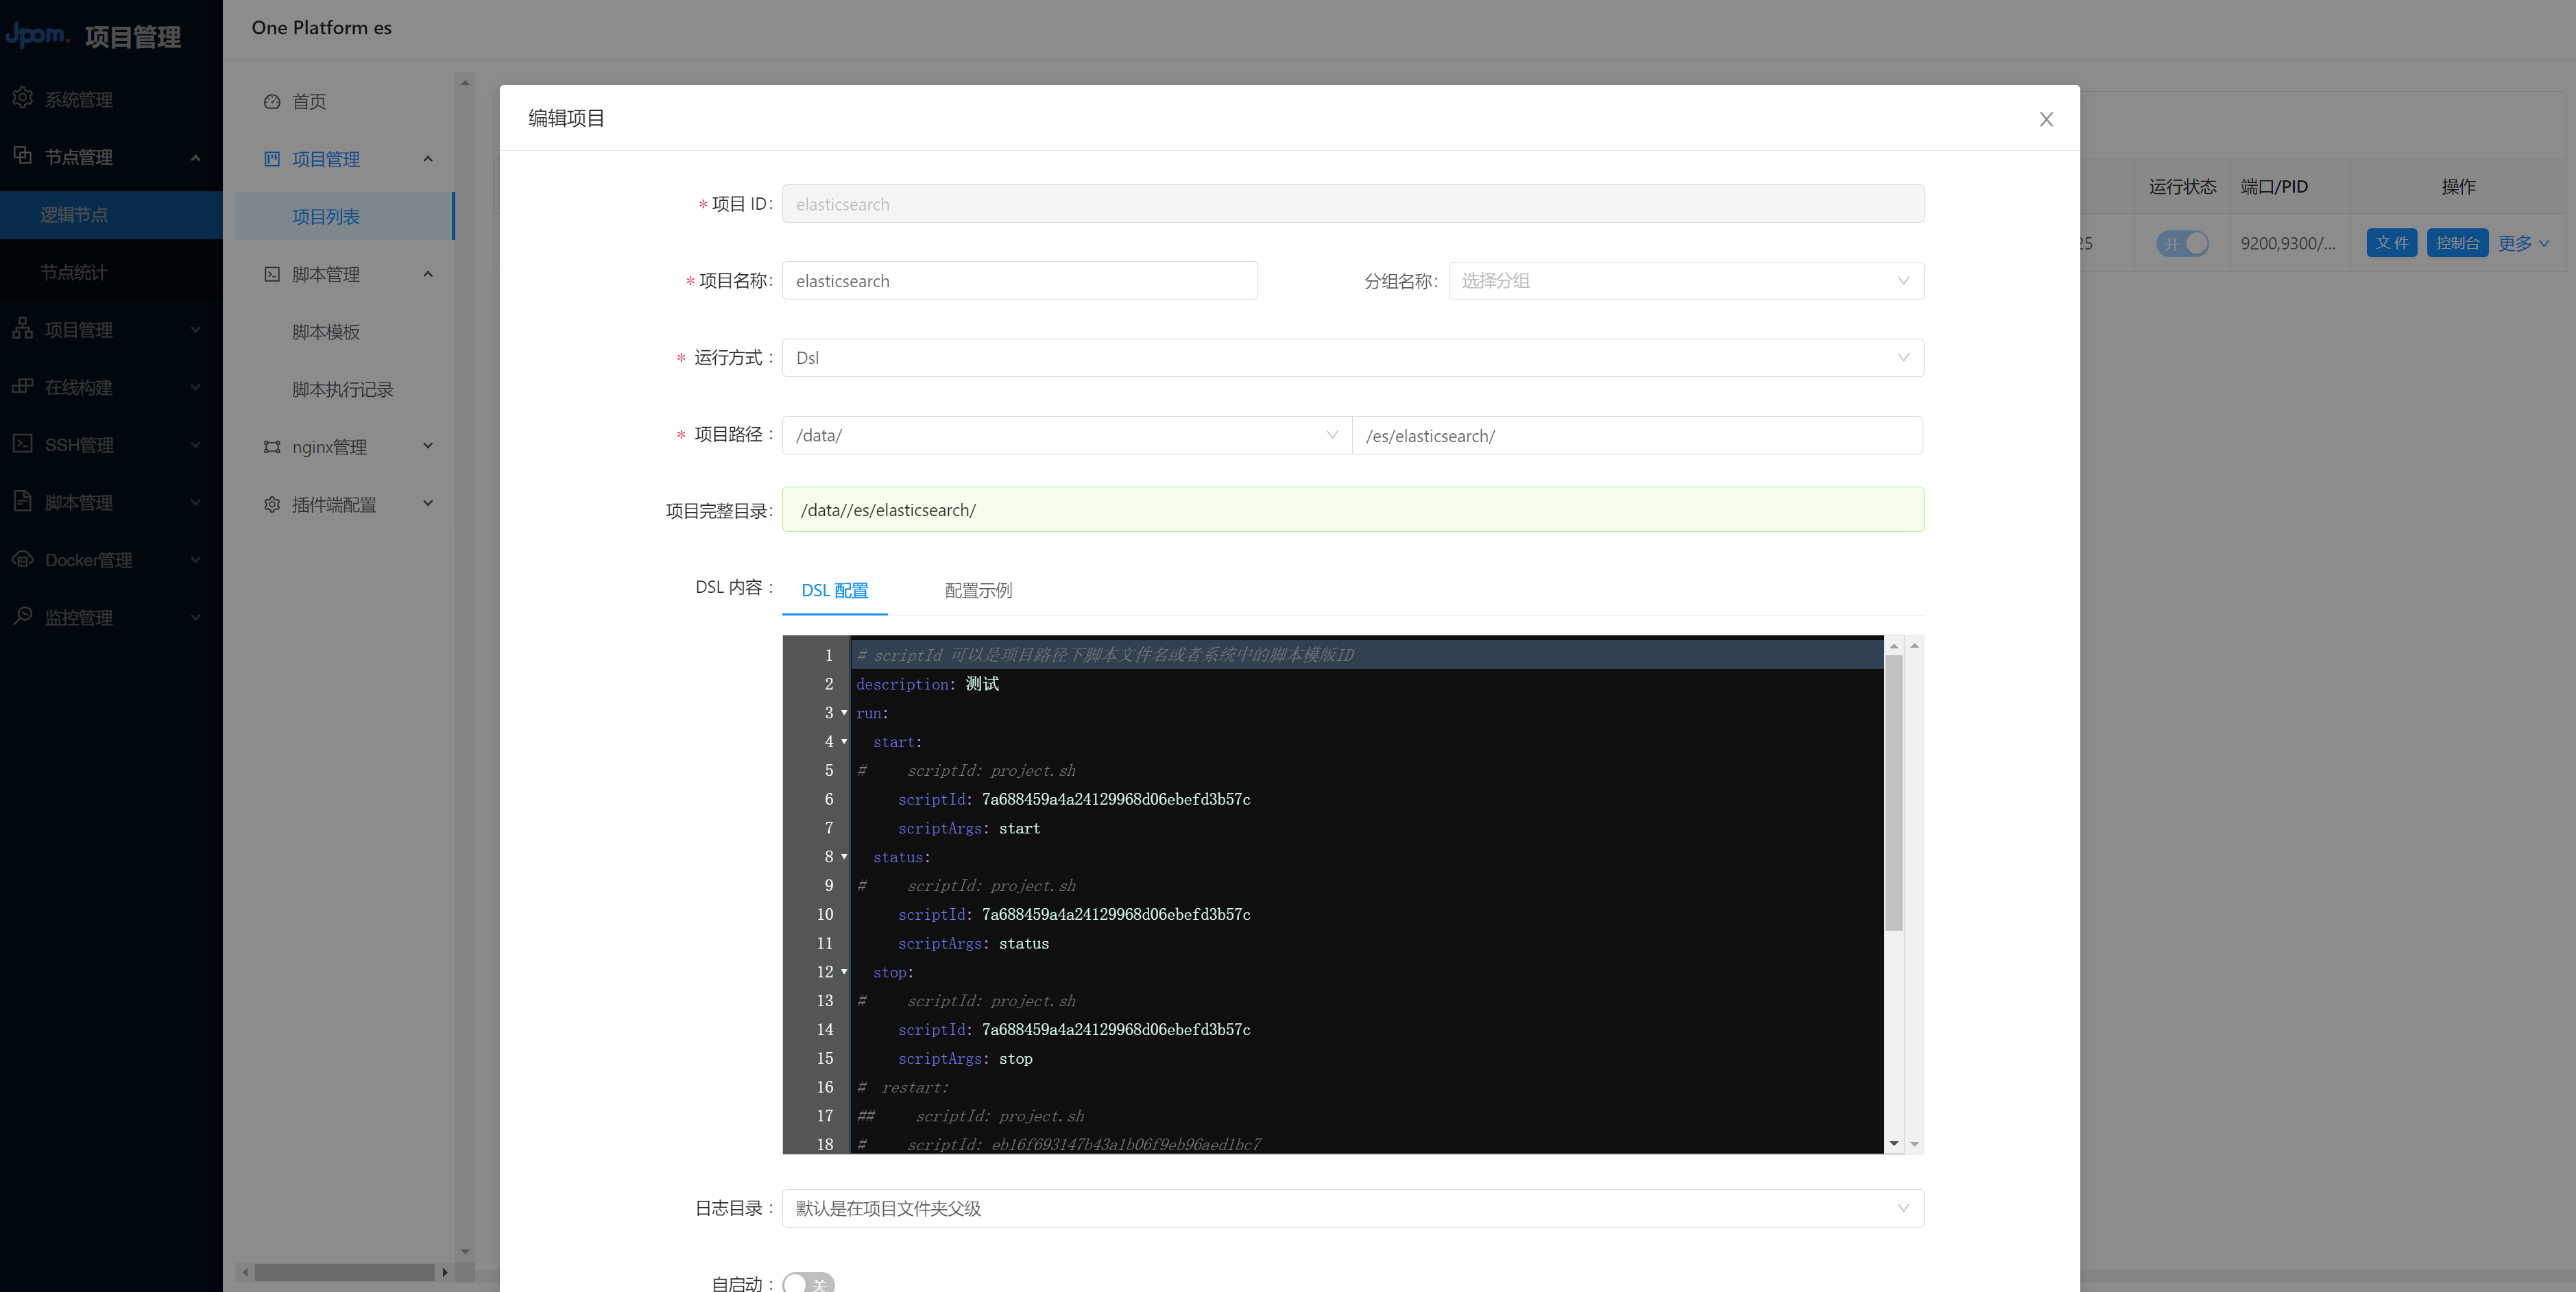 Jpom. 项目管理
系统管理
节点管理
逻辑节点
节点统计
项目管理
在线构建
SSH管理
脚本管理
Docker管理
监控管理
One Platform es
首页
项目管理
项目列表
脚本管理
脚本模板
脚本执行记录
nginx管理
插件端配置
运行状态 端口/PID 操作
25 开 9200,9300/... 文件 控制台 更多
编辑项目
* 项目 ID: elasticsearch
* 项目名称: elasticsearch 分组名称: 选择分组
* 运行方式 : Dsl
* 项目路径 : /data/ /es/elasticsearch/
项目完整目录: /data//es/elasticsearch/
DSL 内容 : DSL 配置 配置示例
1 # scriptId 可以是项目路径下脚本文件名或者系统中的脚本模版ID
2 description: 测试
3 run:
4 start:
5 # scriptId: project.sh
6 scriptId: 7a688459a4a24129968d06ebefd3b57c
7 scriptArgs: start
8 status:
9 # scriptId: project.sh
10 scriptId: 7a688459a4a24129968d06ebefd3b57c
11 scriptArgs: status
12 stop:
13 # scriptId: project.sh
14 scriptId: 7a688459a4a24129968d06ebefd3b57c
15 scriptArgs: stop
16 # restart:
17 ## scriptId: project.sh
18 # scriptId: eb16f693147b43a1b06f9eb96aed1bc7
日志目录 : 默认是在项目文件夹父级
自启动 : 关